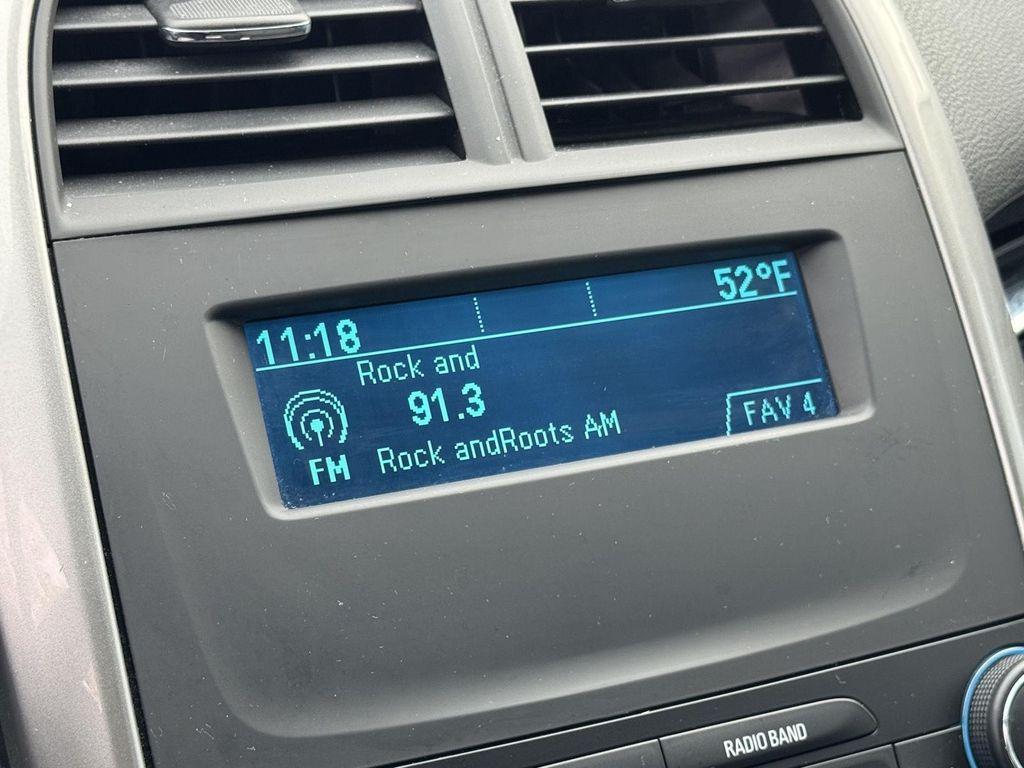 11:18 52°F
Rock and
91.3
FM Rock andRoots AM FAV 4
RADIO BAND